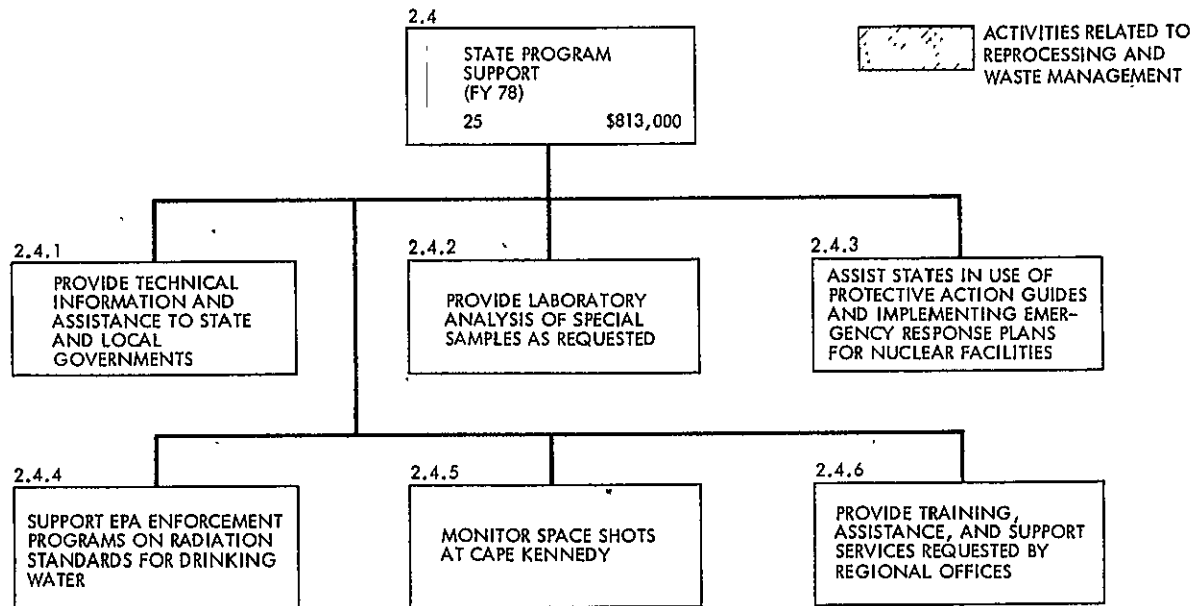 2.4
STATE PROGRAM
SUPPORT
(FY 78)
25 $813,000
ACTIVITIES RELATED TO
REPROCESSING AND
WASTE MANAGEMENT
2.4.1
PROVIDE TECHNICAL
INFORMATION AND
ASSISTANCE TO STATE
AND LOCAL
GOVERNMENTS
2.4.2
PROVIDE LABORATORY
ANALYSIS OF SPECIAL
SAMPLES AS REQUESTED
2.4.3
ASSIST STATES IN USE OF
PROTECTIVE ACTION GUIDES
AND IMPLEMENTING EMER-
GENCY RESPONSE PLANS
FOR NUCLEAR FACILITIES
2.4.4
SUPPORT EPA ENFORCEMENT
PROGRAMS ON RADIATION
STANDARDS FOR DRINKING
WATER
2.4.5
MONITOR SPACE SHOTS
AT CAPE KENNEDY
2.4.6
PROVIDE TRAINING,
ASSISTANCE, AND SUPPORT
SERVICES REQUESTED BY
REGIONAL OFFICES